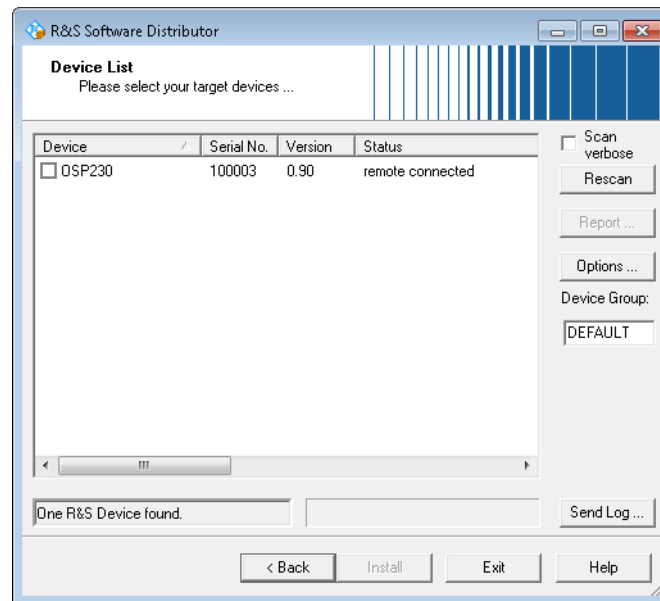 R&S Software Distributor
Device List
Please select your target devices ...
Device Serial No. Version Status
OSP230 100003 0.90 remote connected
Scan
verbose
Rescan
Report ...
Options ...
Device Group:
DEFAULT
One R&S Device found.
Send Log ...
< Back Install Exit Help